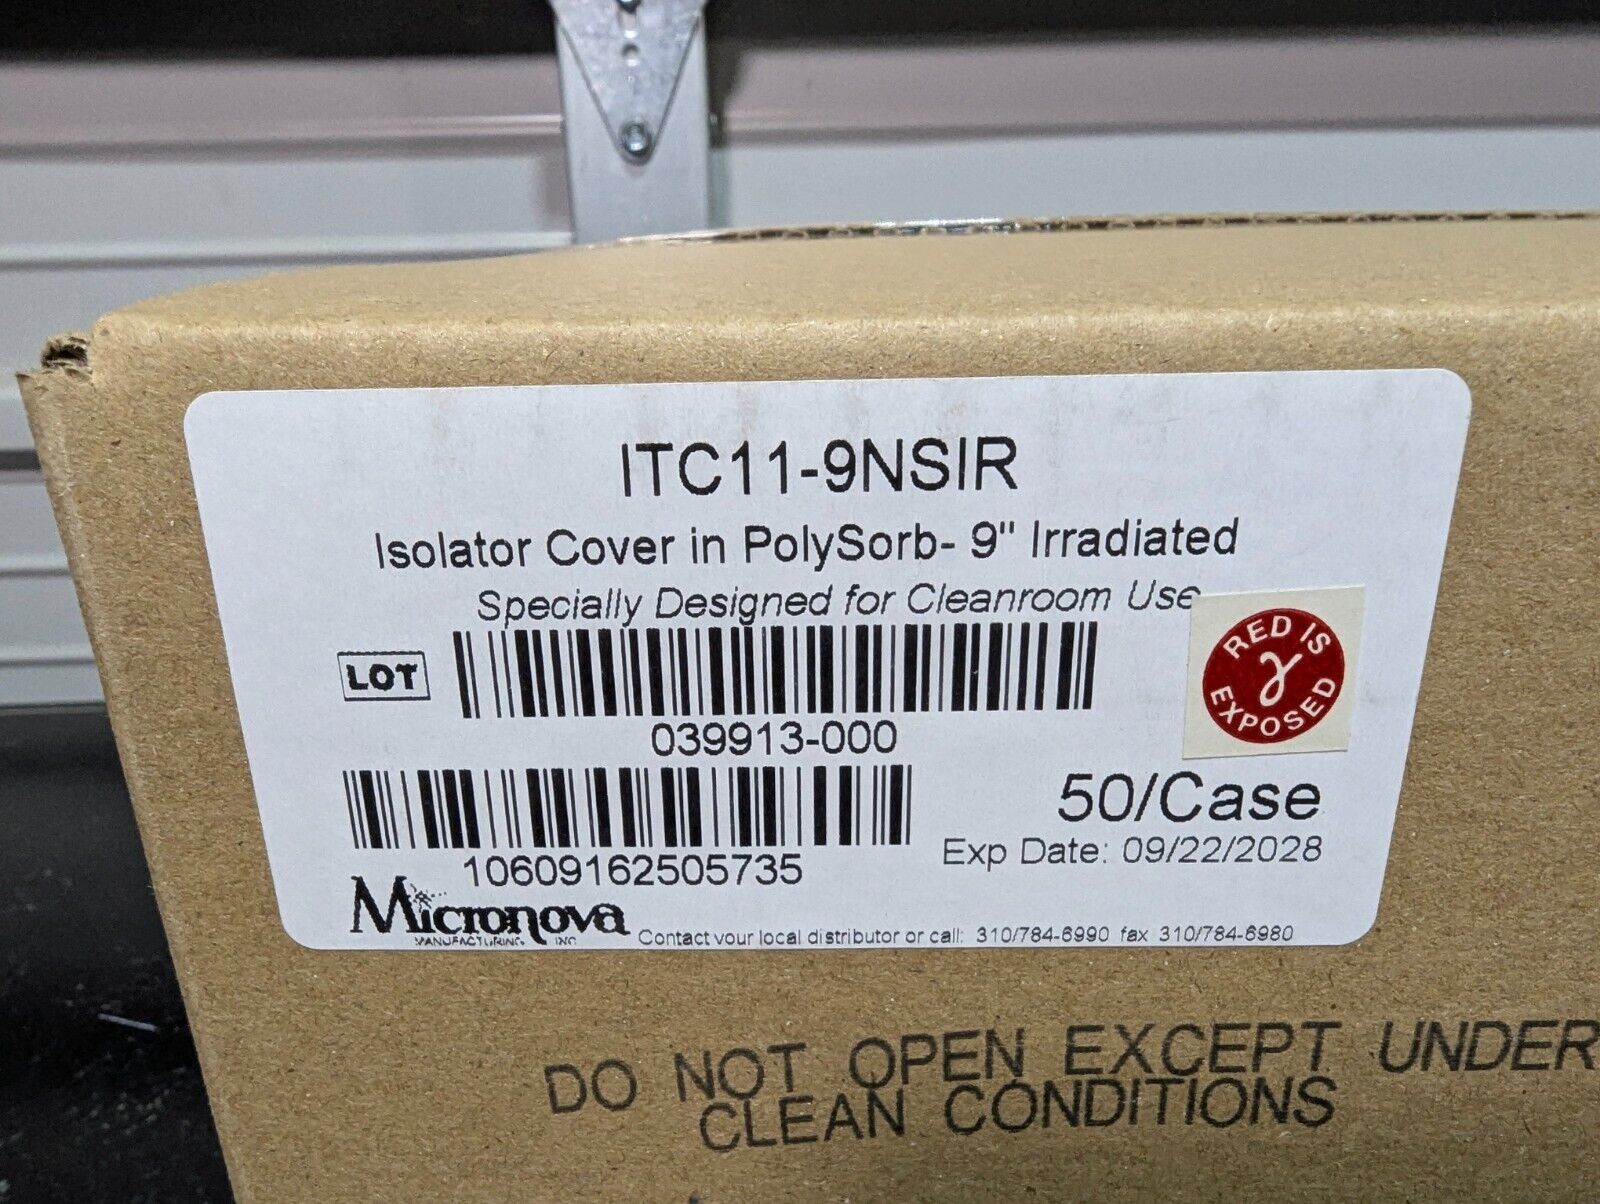 ITC11-9NSIR
Isolator Cover in PolySorb- 9" Irradiated
Specially Designed for Cleanroom Use
LOT
039913-000
RED IS
γ
EXPOSED
10609162505735
50/Case
Exp Date: 09/22/2028
Micronova
MANUFACTURING, INC.
Contact your local distributor or call: 310/784-6990 fax 310/784-6980
DO NOT OPEN EXCEPT UNDER
CLEAN CONDITIONS